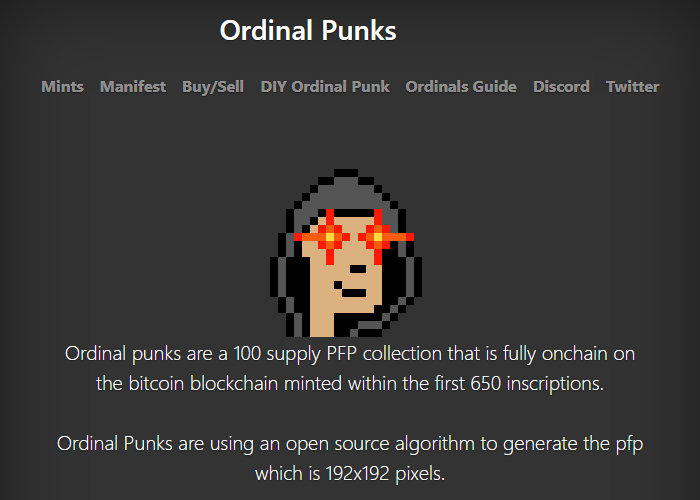 Ordinal Punks
Mints Manifest Buy/Sell DIY Ordinal Punk Ordinals Guide Discord Twitter
Ordinal punks are a 100 supply PFP collection that is fully onchain on
the bitcoin blockchain minted within the first 650 inscriptions.
Ordinal Punks are using an open source algorithm to generate the pfp
which is 192x192 pixels.